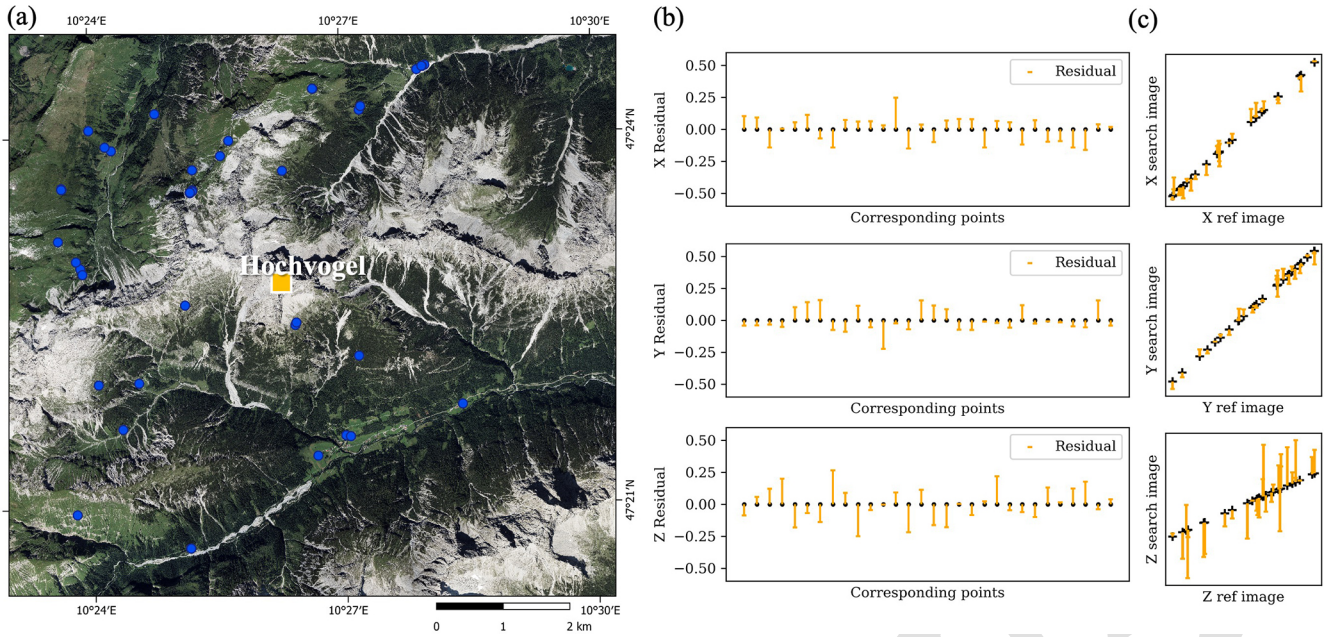 (a)
10°24′E
10°27′E
10°30′E
47°24′N
Hochvogel
47°21′N
10°24′E
10°27′E
10°30′E
0
1
2 km
(b)
0.50
0.25
0.00
−0.25
−0.50
X Residual
Residual
Corresponding points
0.50
0.25
0.00
−0.25
−0.50
Y Residual
Residual
Corresponding points
0.50
0.25
0.00
−0.25
−0.50
Z Residual
Residual
Corresponding points
(c)
X search image
X ref image
Y search image
Y ref image
Z search image
Z ref image